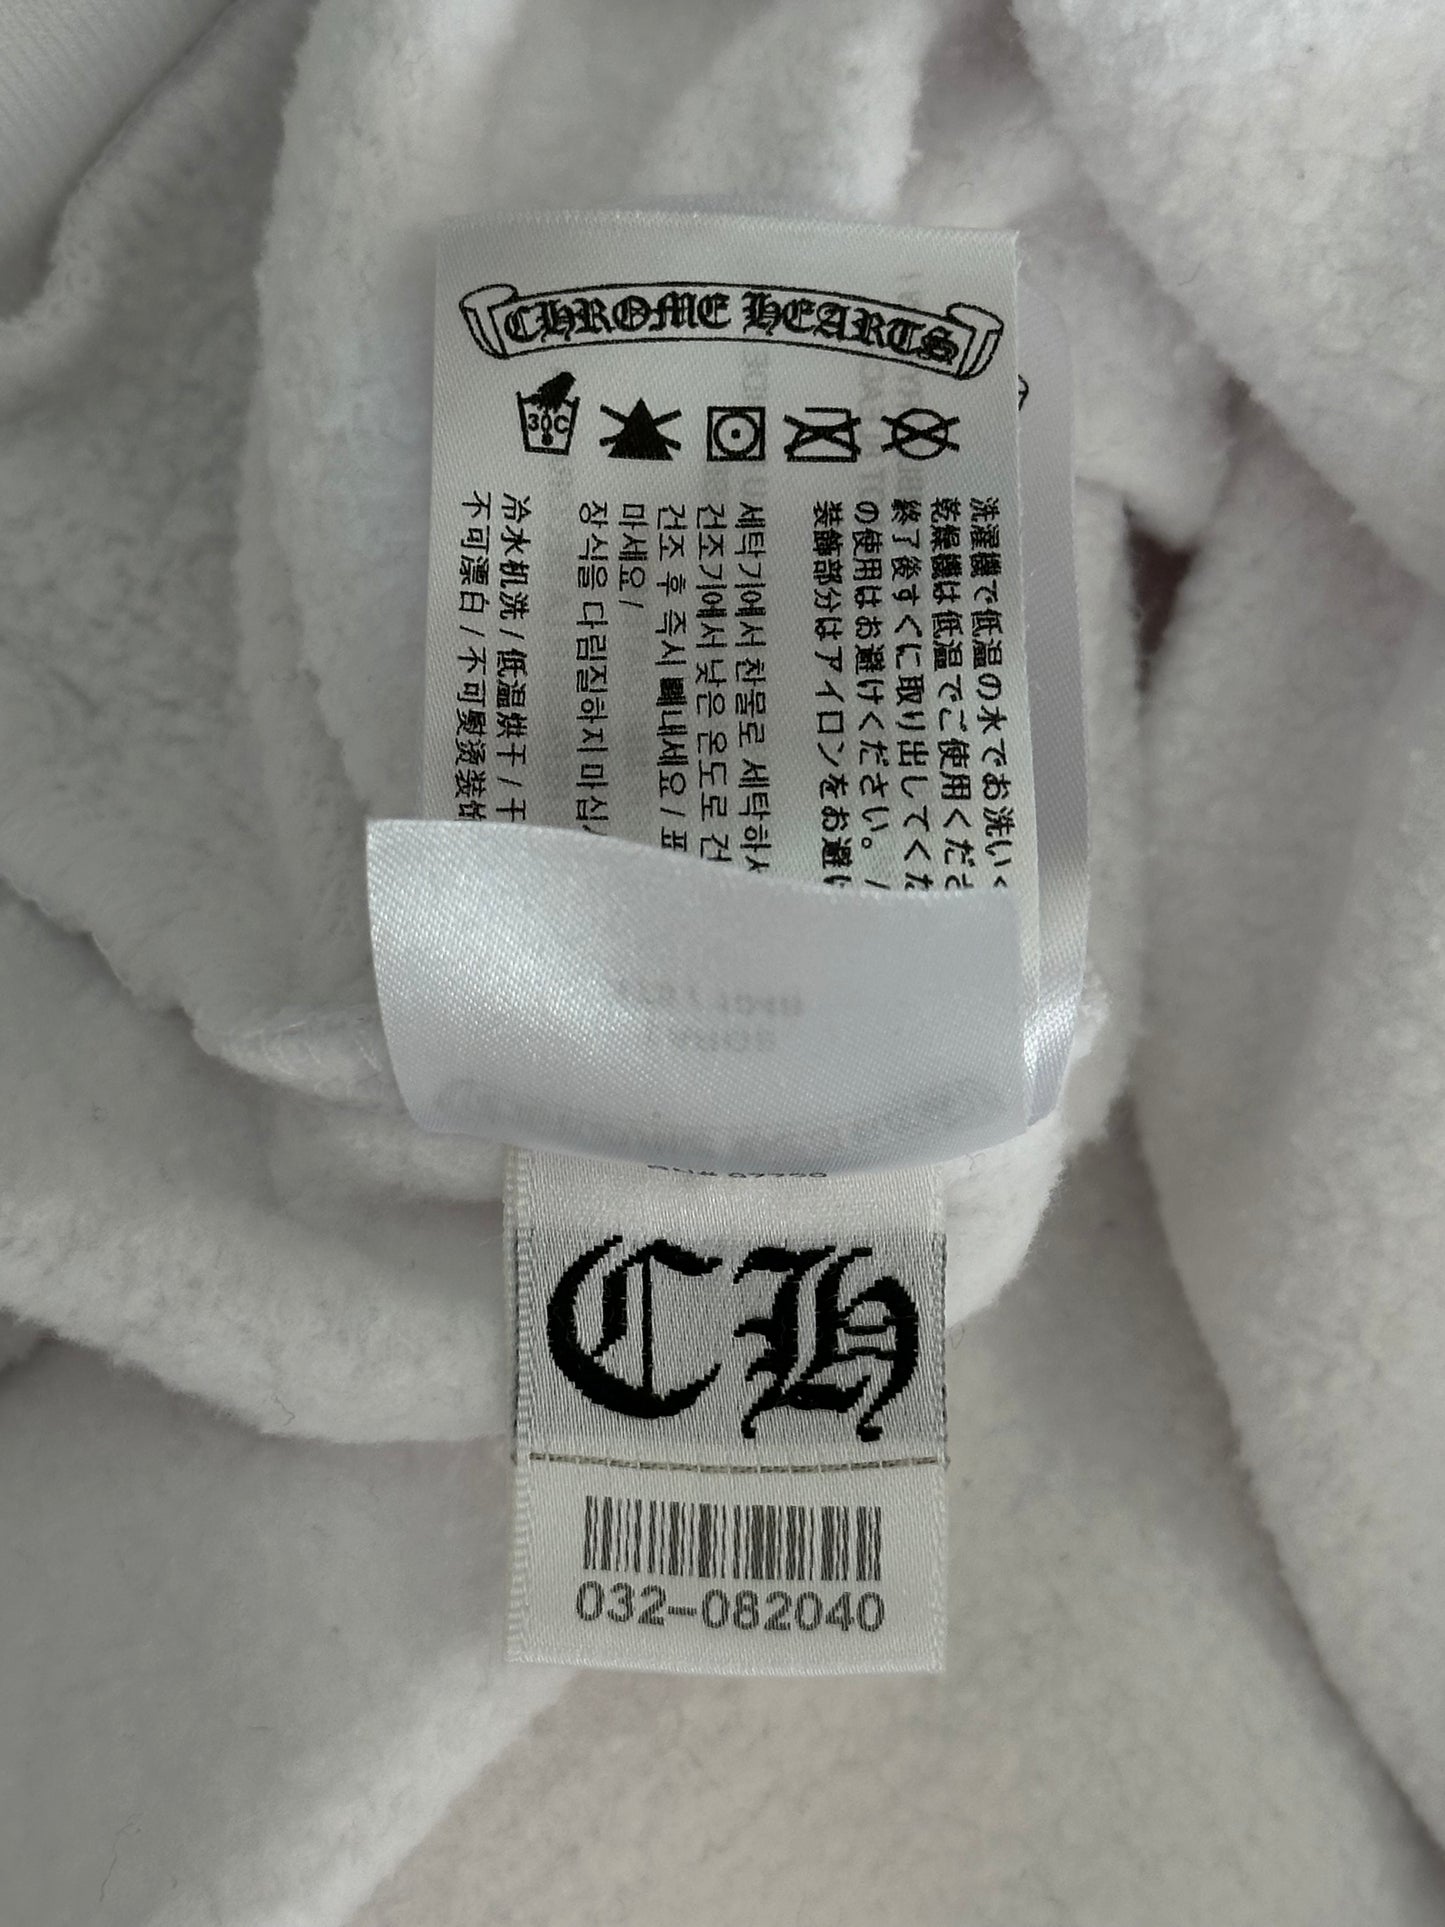 CHROME HEARTS
30C
洗濯機で低温の水でお洗いく
乾燥機は低温でご使用くださ
終了後すぐに取り出してくた
の使用はお避けください。 /
装飾部分はアイロンをお避け
세탁기에서 찬물로 세탁하서
건조기에서 낮은 온도로 건
건조 후 즉시 빼내세요 / 표
마세요 /
장식을 다림질하지 마십시
冷水机洗 / 低温烘干 / 干
不可漂白 / 不可熨烫装饰
CH
032-082040